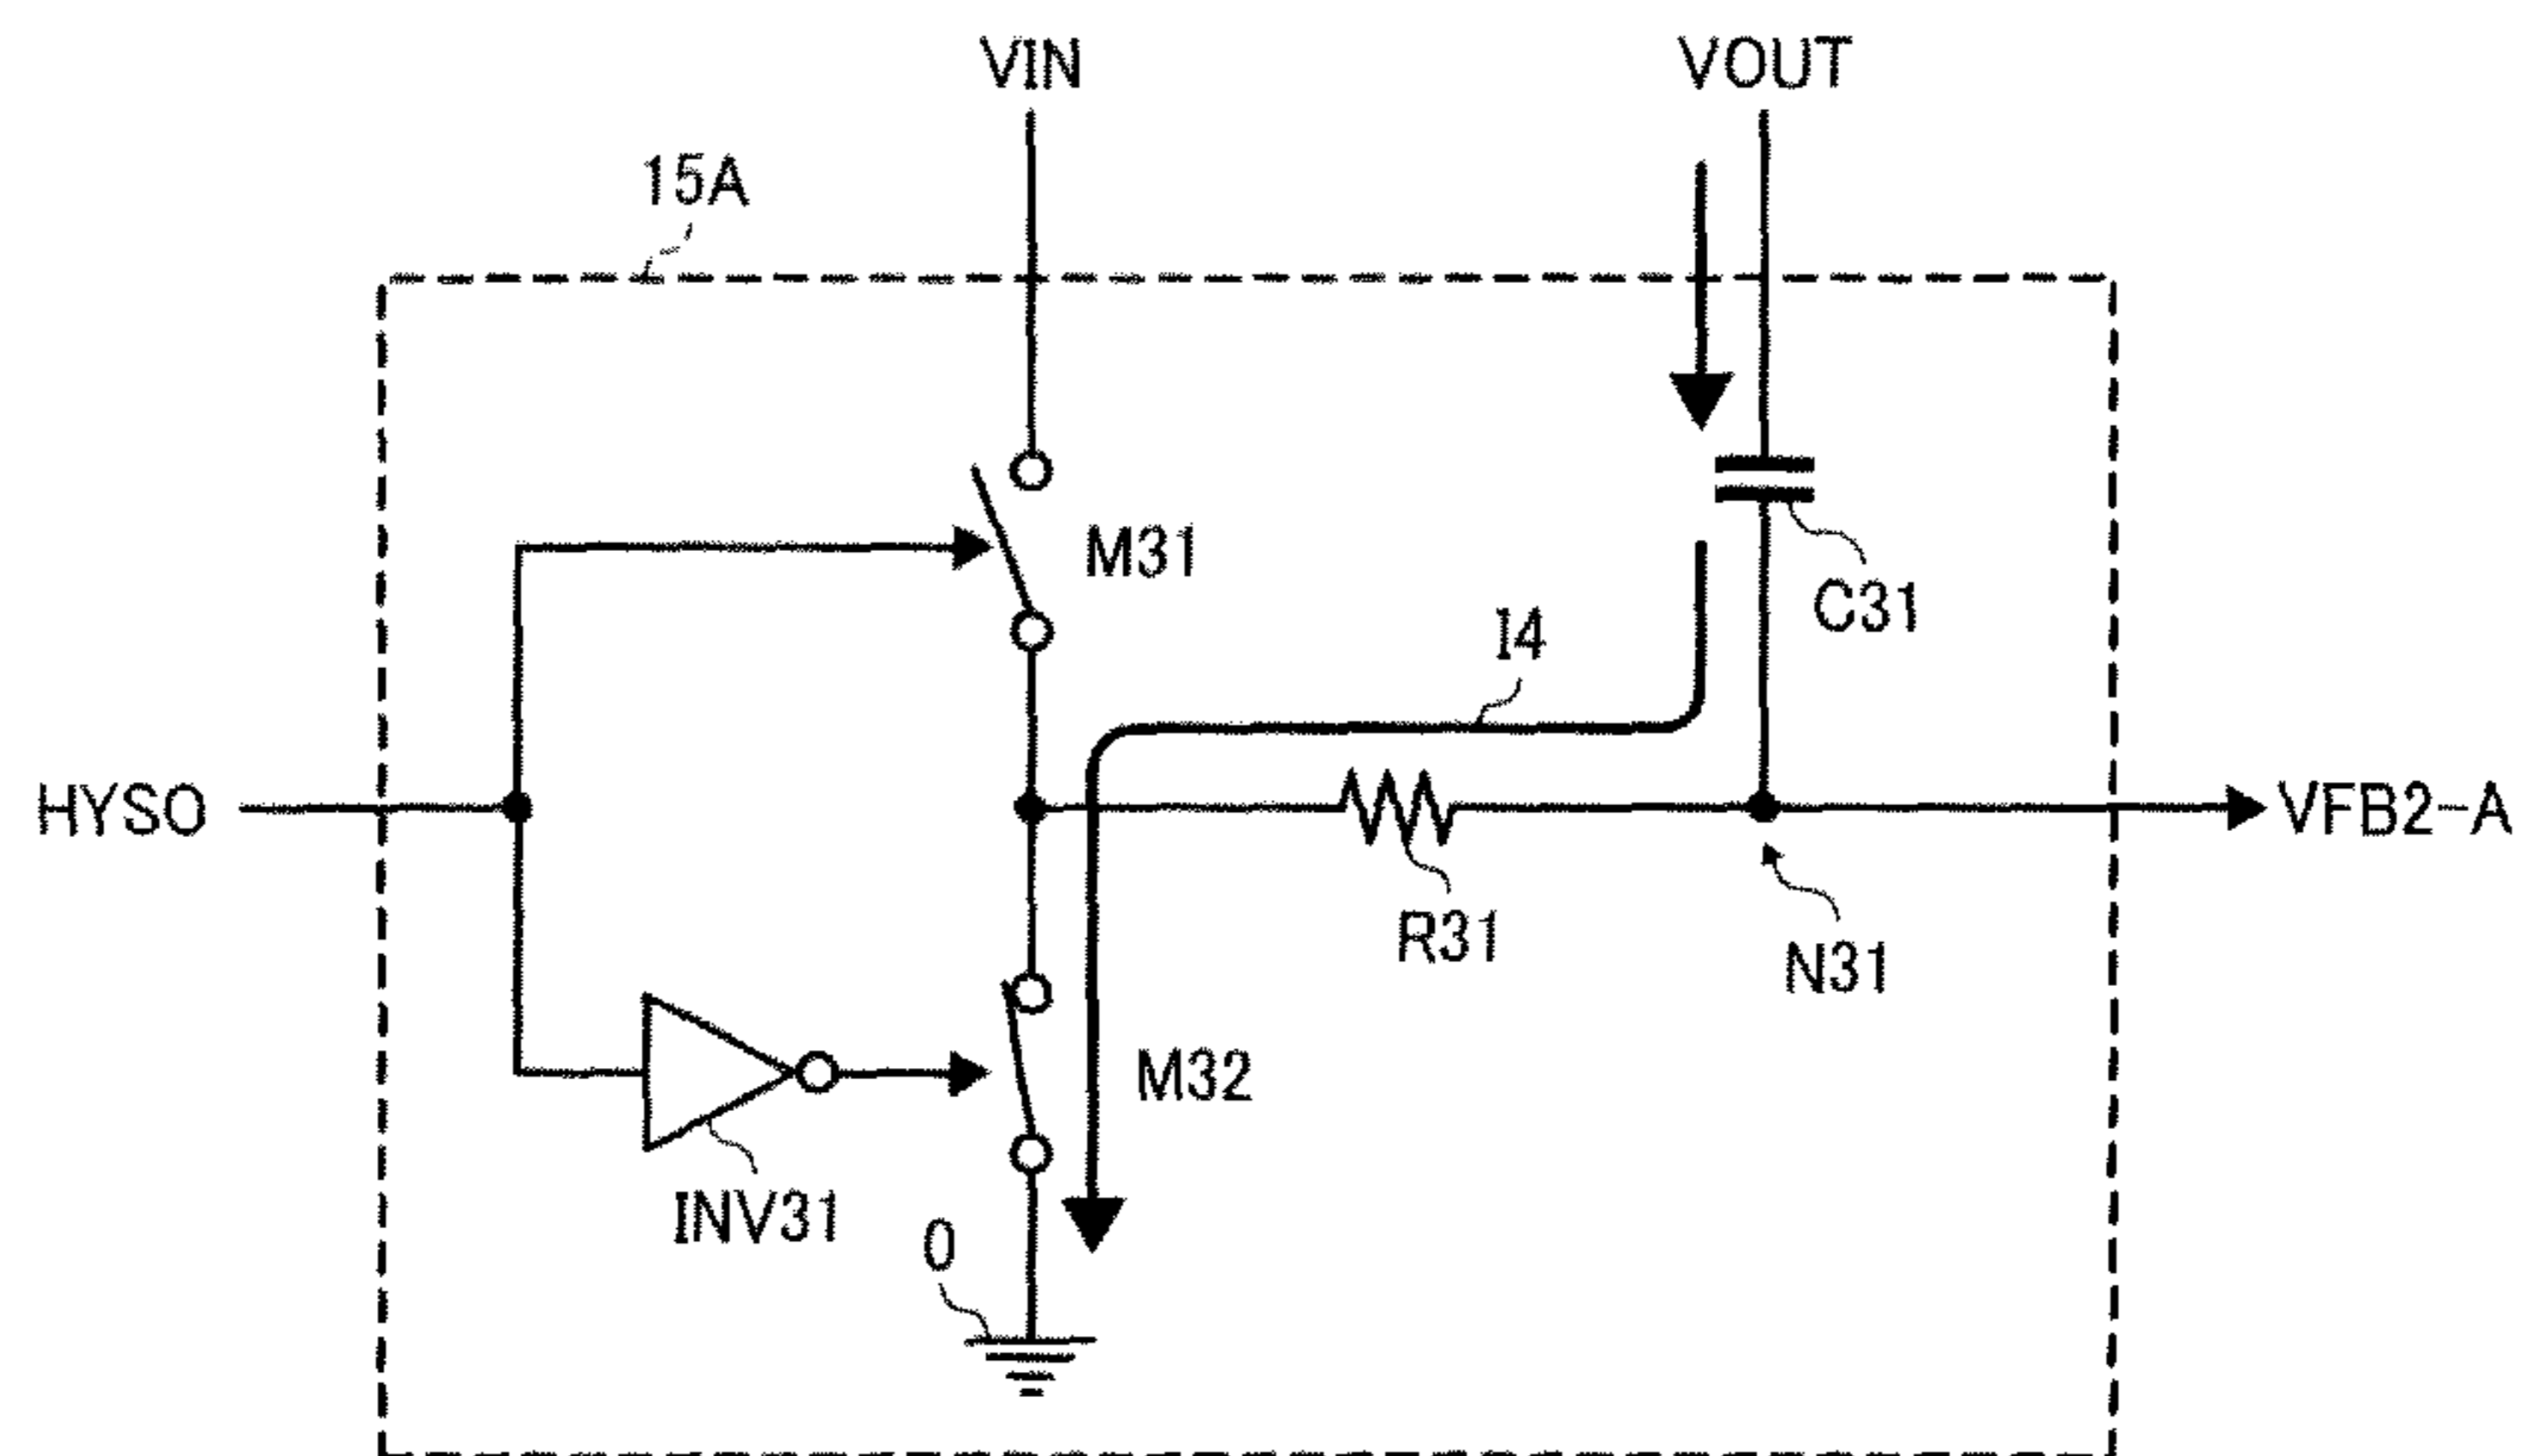 VIN
VOUT
15A
M31
C31
I4
HYSO
VFB2-A
R31
N31
M32
INV31
0